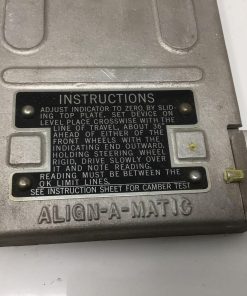 INSTRUCTIONS
ADJUST INDICATOR TO ZERO BY SLID-
ING TOP PLATE. SET DEVICE ON
LEVEL PLACE CROSSWISE WITH THE
LINE OF TRAVEL, ABOUT 20"
AHEAD OF EITHER OF THE
FRONT WHEELS WITH THE
INDICATING END OUTWARD.
HOLDING STEERING WHEEL
RIGID, DRIVE SLOWLY OVER
IT AND NOTE READING.
READING MUST BE BETWEEN THE
O.K LIMIT LINES.
SEE INSTRUCTION SHEET FOR CAMBER TEST
ALIGN-A-MATIC